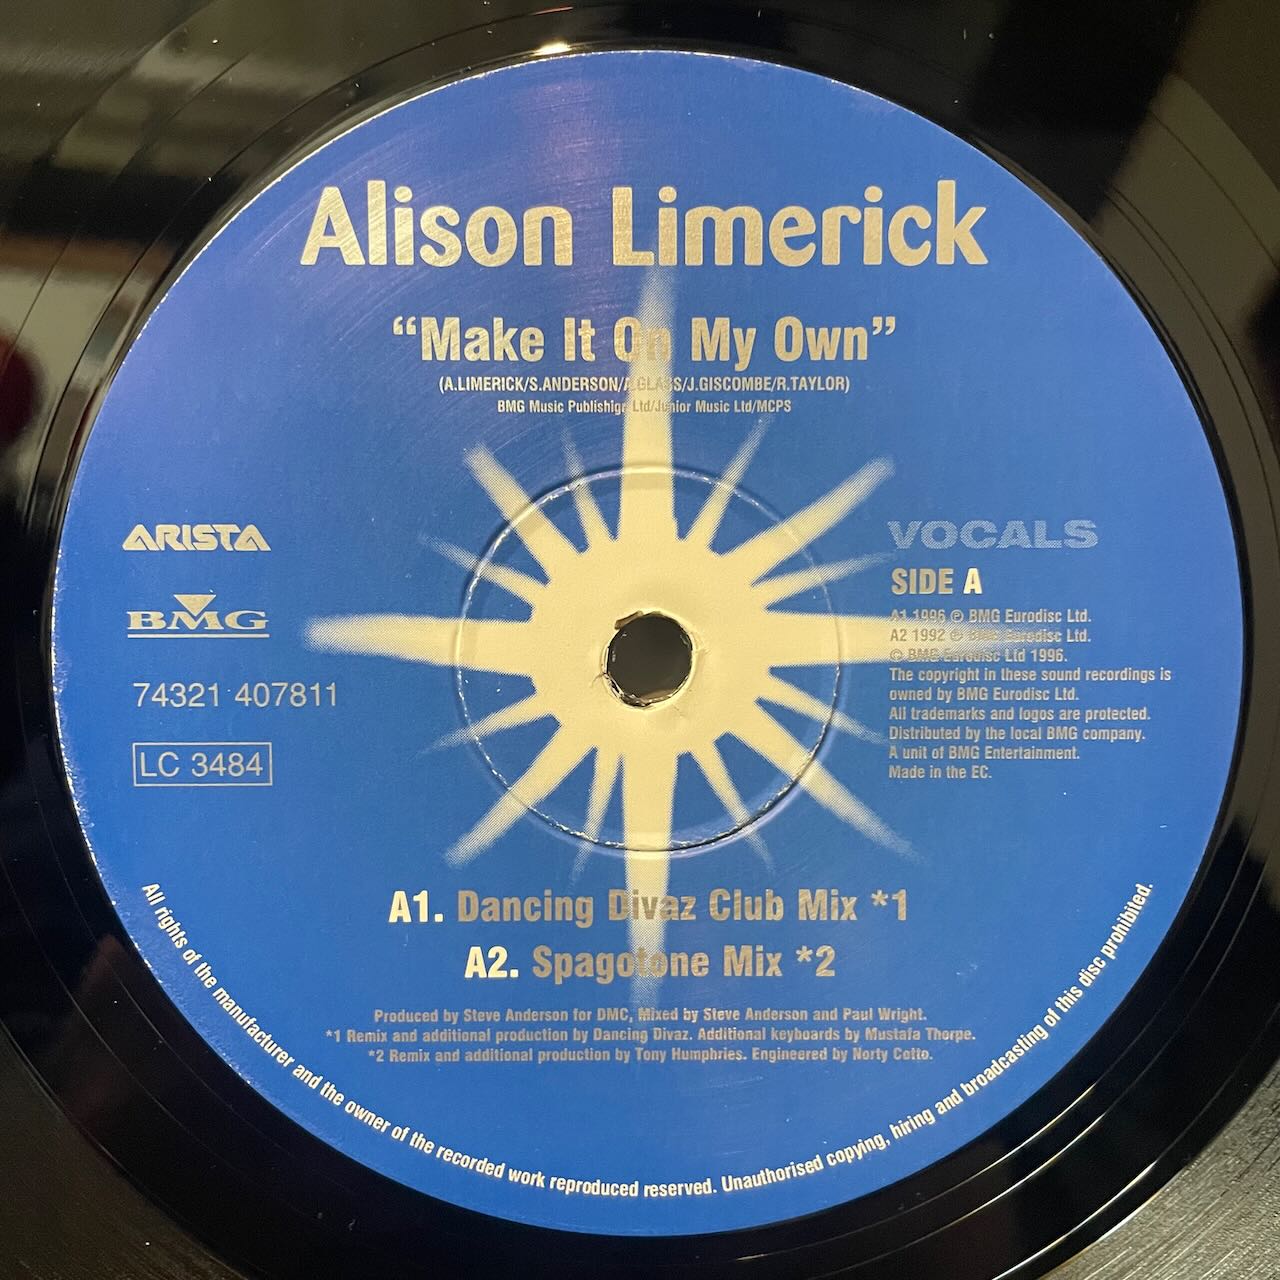 Alison Limerick
“Make It On My Own”
(A.LIMERICK/S.ANDERSON/A.GLASS/J.GISCOMBE/R.TAYLOR)
BMG Music Publishign Ltd/Junior Music Ltd/MCPS
ARISTA
BMG
74321 407811
LC 3484
VOCALS
SIDE A
A1 1996 ℗ BMG Eurodisc Ltd.
A2 1992 ℗ BMG Eurodisc Ltd.
© BMG Eurodisc Ltd 1996.
The copyright in these sound recordings is
owned by BMG Eurodisc Ltd.
All trademarks and logos are protected.
Distributed by the local BMG company.
A unit of BMG Entertainment.
Made in the EC.
A1. Dancing Divaz Club Mix *1
A2. Spagotone Mix *2
Produced by Steve Anderson for DMC, Mixed by Steve Anderson and Paul Wright.
*1 Remix and additional production by Dancing Divaz. Additional keyboards by Mustafa Thorpe.
*2 Remix and additional production by Tony Humphries. Engineered by Norty Cotto.
All rights of the manufacturer and the owner of the recorded work reproduced reserved. Unauthorised copying, hiring and broadcasting of this disc prohibited.